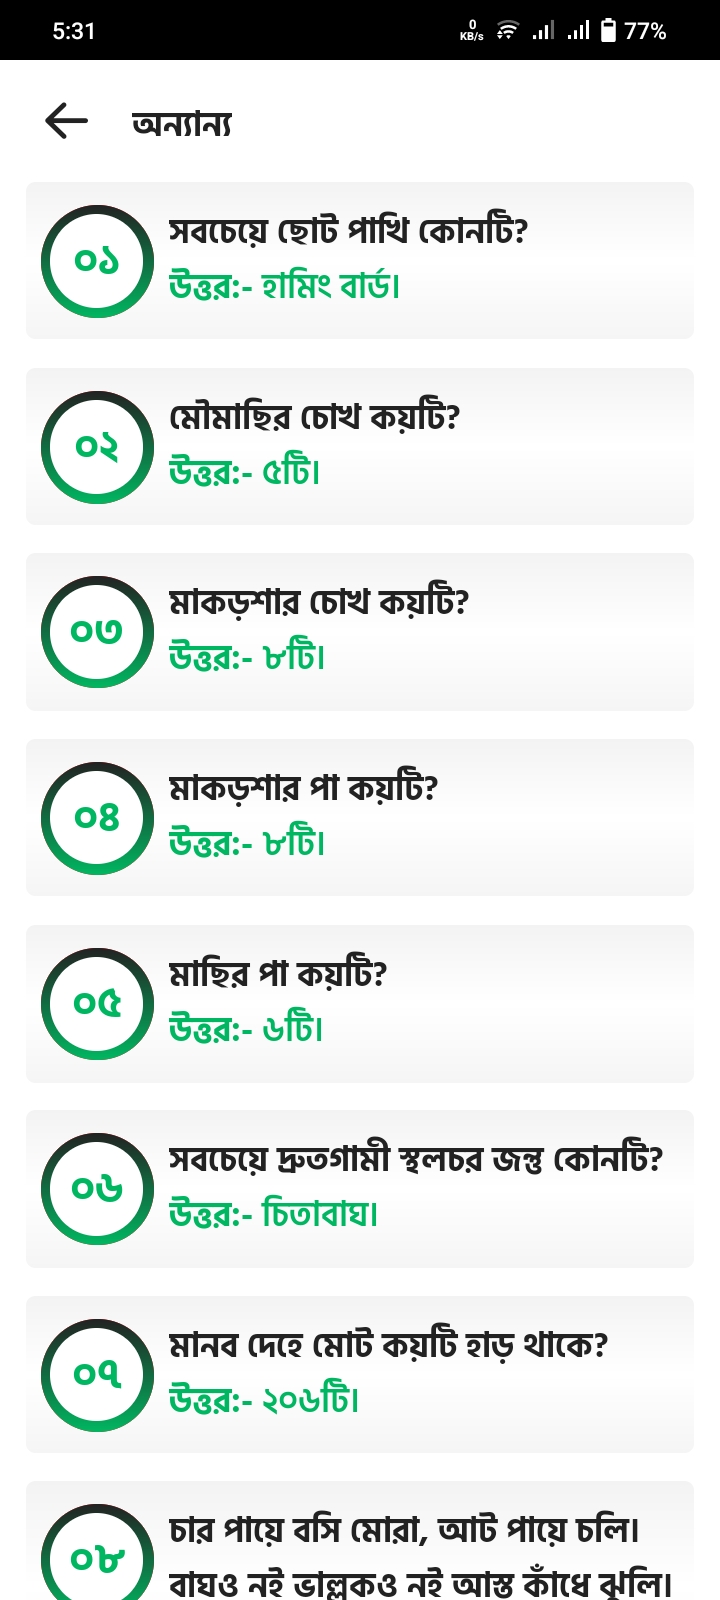 5:31
0
KB/s
77%
অন্যান্য
০১
সবচেয়ে ছোট পাখি কোনটি?
উত্তর:- হামিং বার্ড।
০২
মৌমাছির চোখ কয়টি?
উত্তর:- ৫টি।
০৩
মাকড়শার চোখ কয়টি?
উত্তর:- ৮টি।
০৪
মাকড়শার পা কয়টি?
উত্তর:- ৮টি।
০৫
মাছির পা কয়টি?
উত্তর:- ৬টি।
০৬
সবচেয়ে দ্রুতগামী স্থলচর জন্তু কোনটি?
উত্তর:- চিতাবাঘ।
০৭
মানব দেহে মোট কয়টি হাড় থাকে?
উত্তর:- ২০৬টি।
০৮
চার পায়ে বসি মোরা, আট পায়ে চলি।
বাঘও নই ভাল্লুকও নই আস্ত কাঁধে ঝুলি।